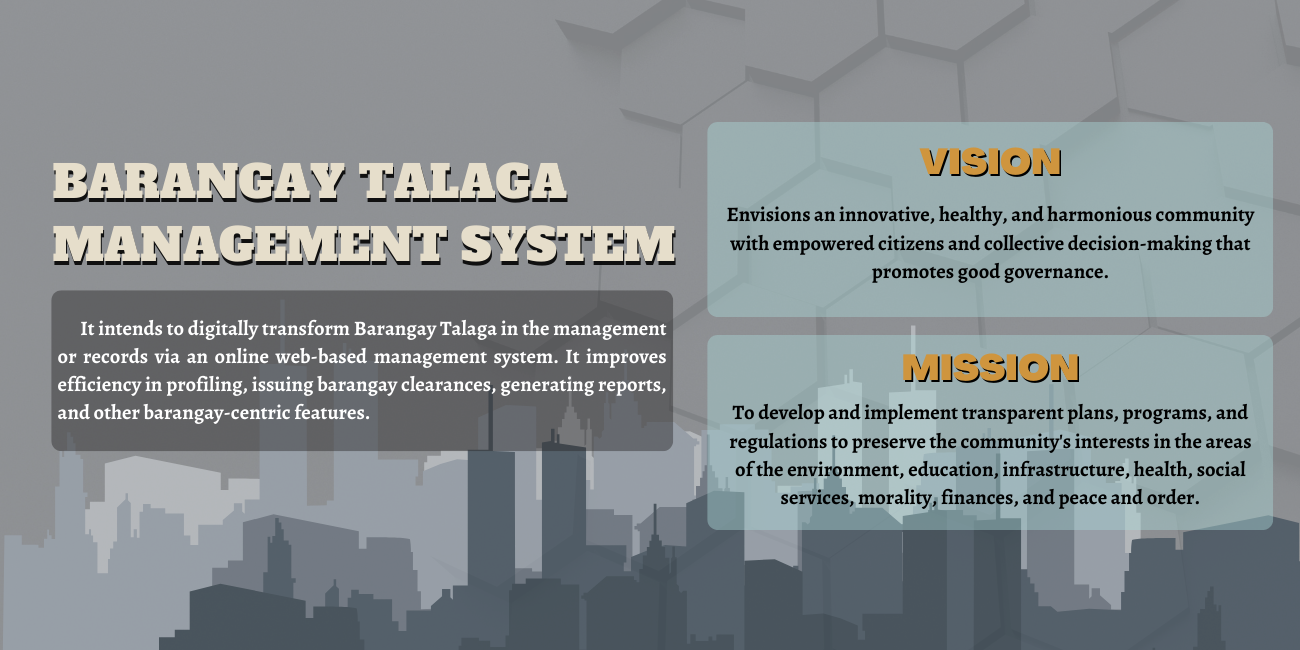 BARANGAY TALAGA
MANAGEMENT SYSTEM
It intends to digitally transform Barangay Talaga in the management
or records via an online web-based management system. It improves
efficiency in profiling, issuing barangay clearances, generating reports,
and other barangay-centric features.
VISION
Envisions an innovative, healthy, and harmonious community
with empowered citizens and collective decision-making that
promotes good governance.
MISSION
To develop and implement transparent plans, programs, and
regulations to preserve the community's interests in the areas
of the environment, education, infrastructure, health, social
services, morality, finances, and peace and order.